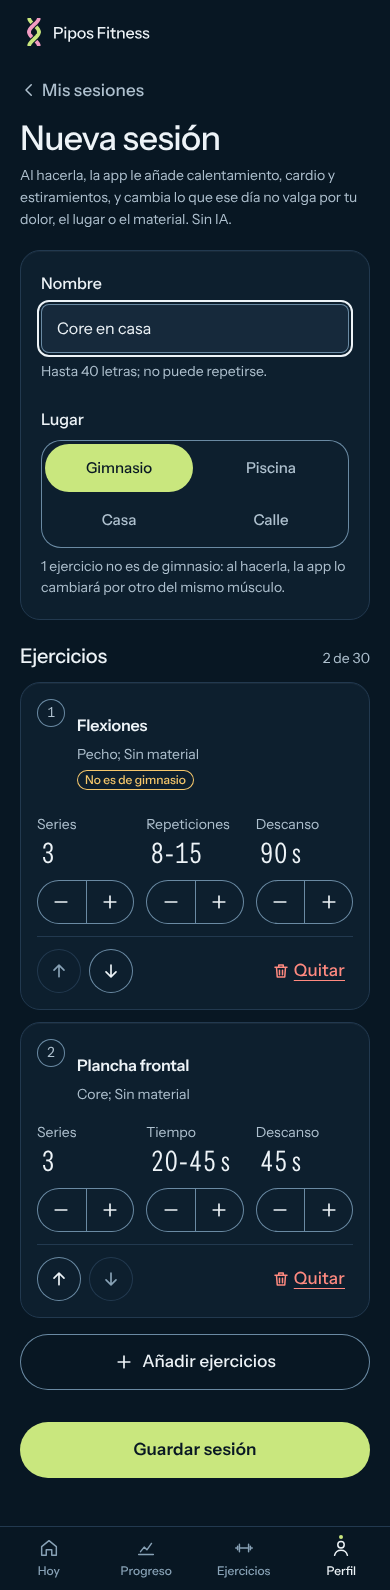 Pipos Fitness
Mis sesiones
Nueva sesión
Al hacerla, la app le añade calentamiento, cardio y
estiramientos, y cambia lo que ese día no valga por tu
dolor, el lugar o el material. Sin IA.
Nombre
Core en casa
Hasta 40 letras; no puede repetirse.
Lugar
Gimnasio
Piscina
Casa
Calle
1 ejercicio no es de gimnasio: al hacerla, la app lo
cambiará por otro del mismo músculo.
Ejercicios
2 de 30
1
Flexiones
Pecho; Sin material
No es de gimnasio
Series
Repeticiones
Descanso
3
8-15
90 s
Quitar
2
Plancha frontal
Core; Sin material
Series
Tiempo
Descanso
3
20-45 s
45 s
Quitar
Añadir ejercicios
Guardar sesión
Hoy
Progreso
Ejercicios
Perfil